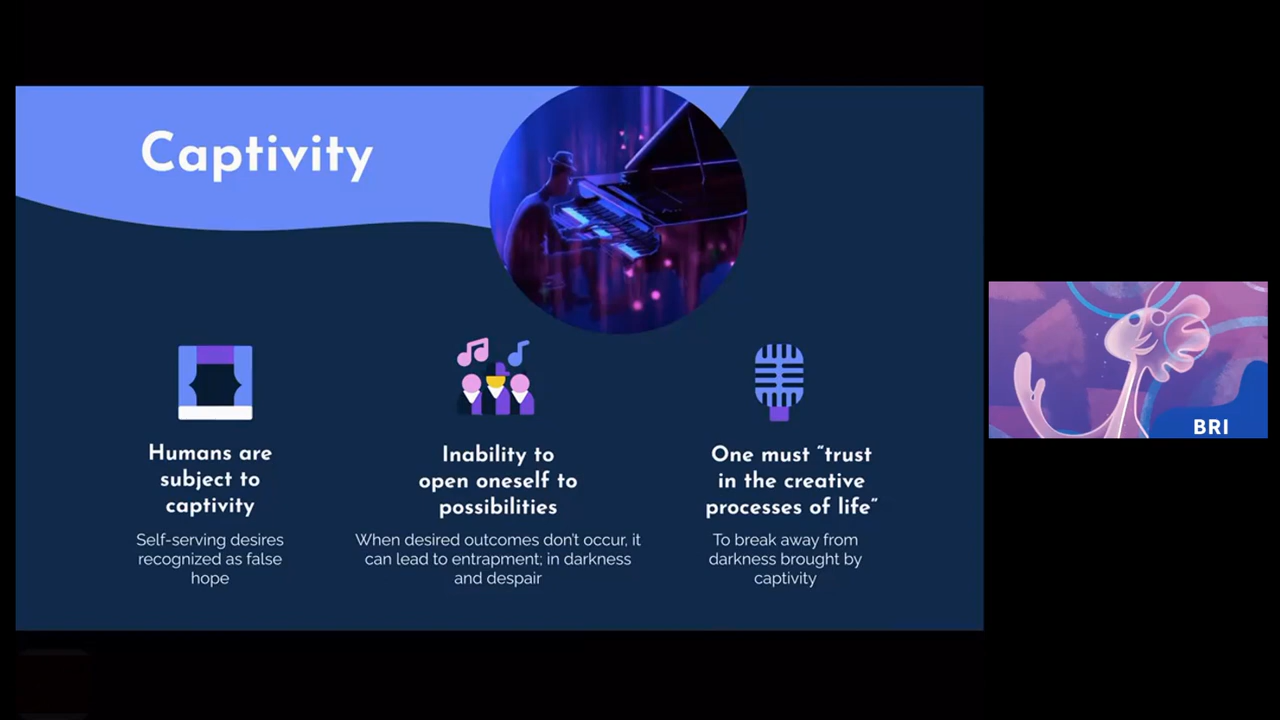 Captivity
Humans are
subject to
captivity
Self-serving desires
recognized as false
hope
Inability to
open oneself to
possibilities
When desired outcomes don't occur, it
can lead to entrapment; in darkness
and despair
One must “trust
in the creative
processes of life”
To break away from
darkness brought by
captivity
BRI